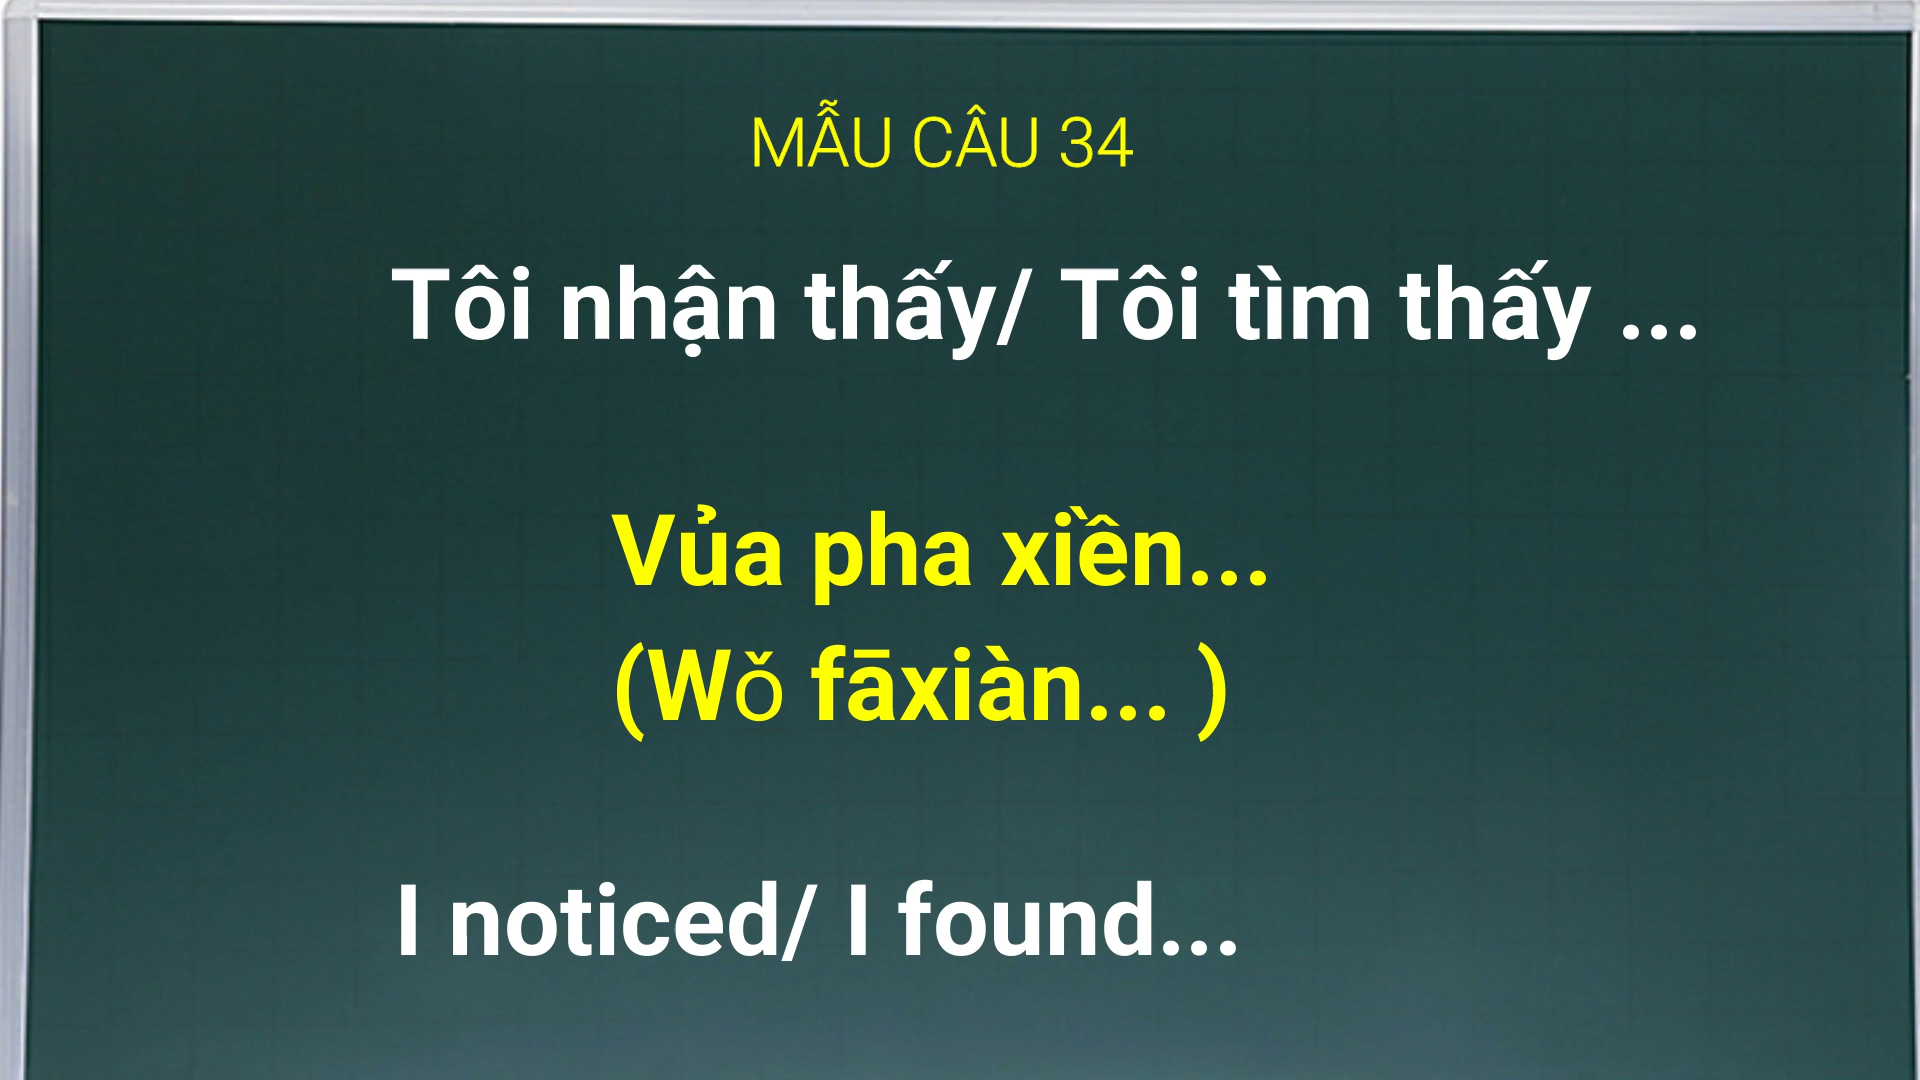 MẪU CÂU 34
Tôi nhận thấy/ Tôi tìm thấy ...
Vủa pha xiền...
(Wǒ fāxiàn... )
I noticed/ I found...